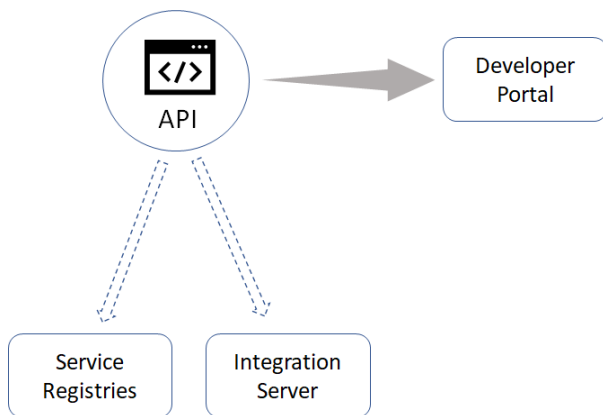 </>
API
Developer
Portal
Service
Registries
Integration
Server